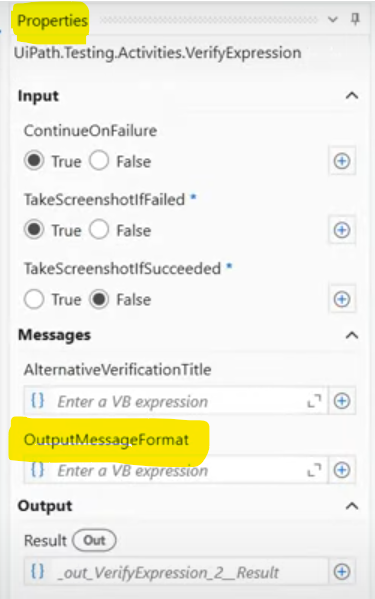 Properties
UiPath.Testing.Activities.VerifyExpression
Input
ContinueOnFailure
True False
TakeScreenshotIfFailed *
True False
TakeScreenshotIfSucceeded *
True False
Messages
AlternativeVerificationTitle
{} Enter a VB expression
OutputMessageFormat
{} Enter a VB expression
Output
Result Out
{} _out_VerifyExpression_2__Result